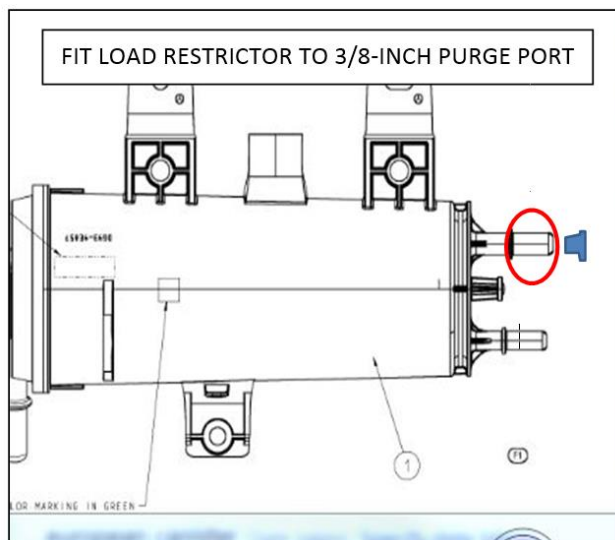 FIT LOAD RESTRICTOR TO 3/8-INCH PURGE PORT
1
F1
LOR MARKING IN GREEN